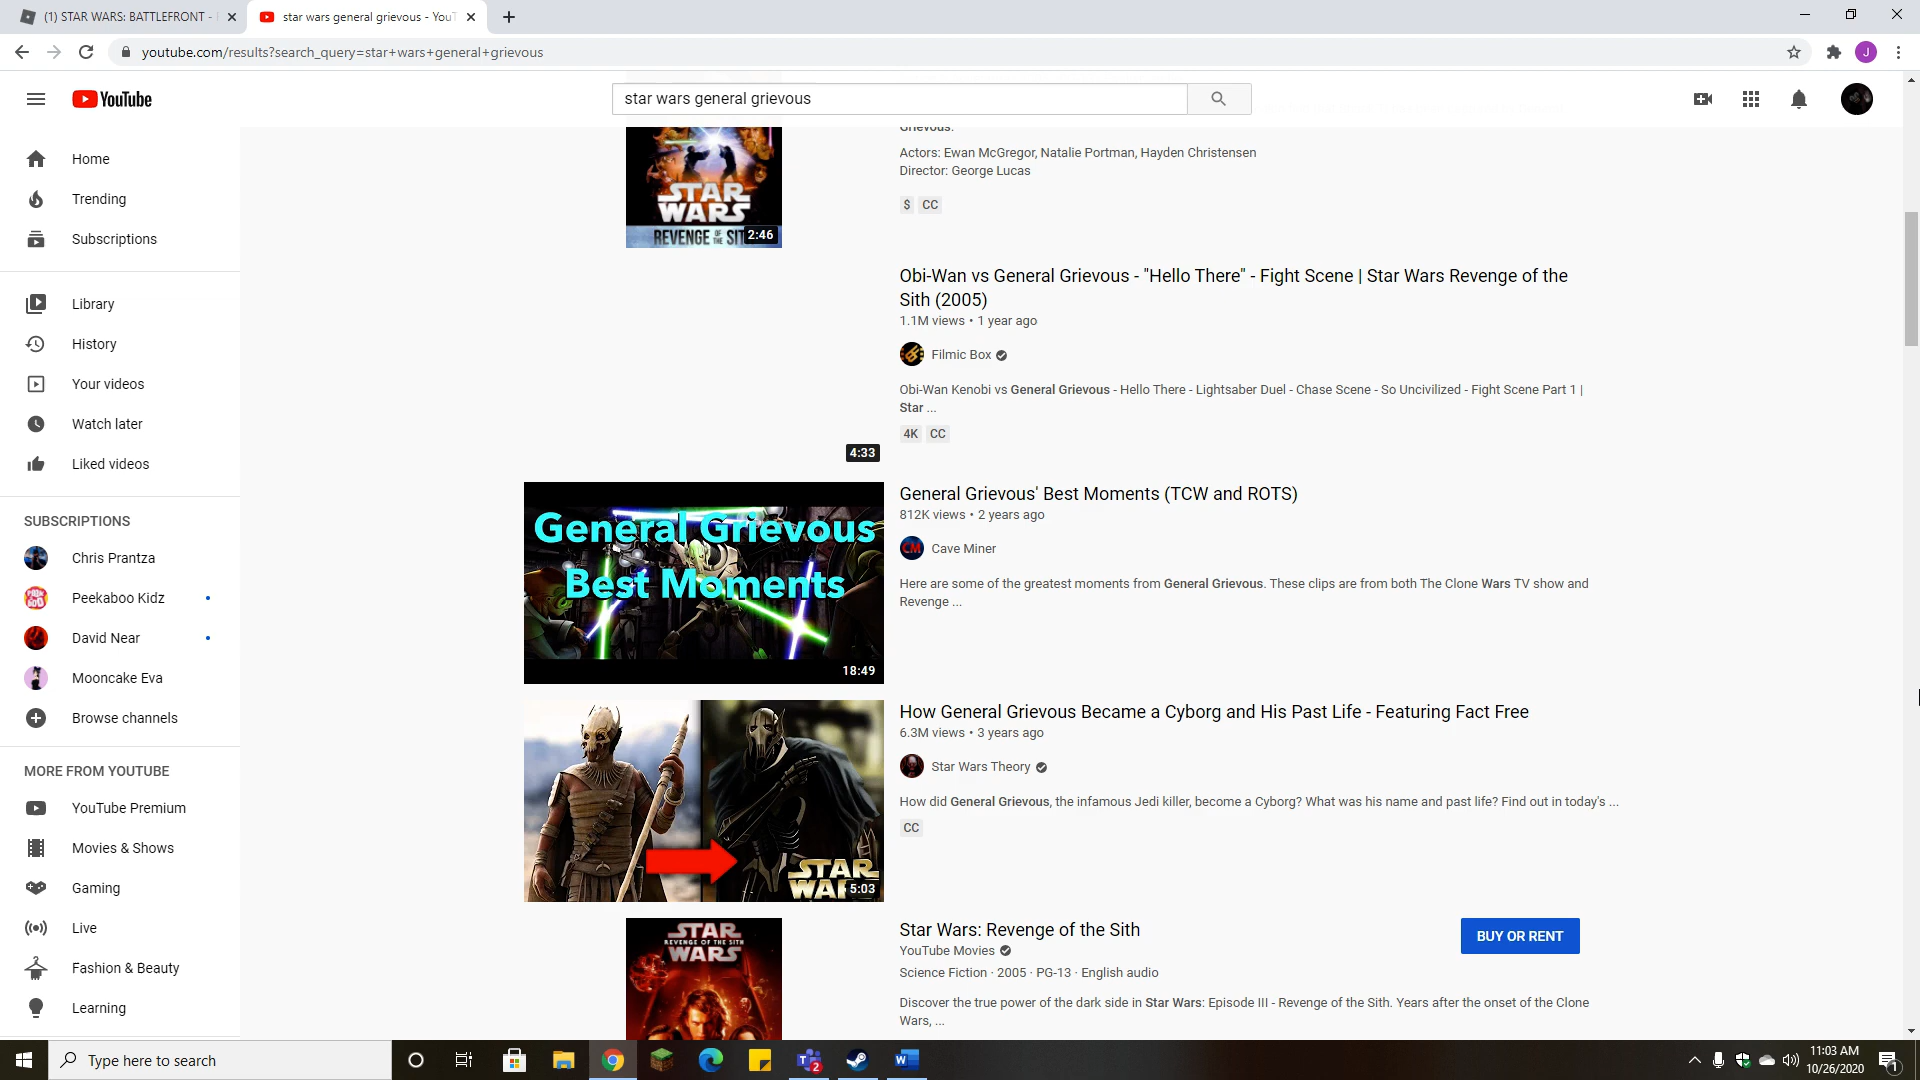 (1) STAR WARS: BATTLEFRONT -
star wars general grievous - YouT
youtube.com/results?search_query=star+wars+general+grievous
J
YouTube
star wars general grievous
Home
Trending
Subscriptions
Library
History
Your videos
Watch later
Liked videos
SUBSCRIPTIONS
Chris Prantza
Peekaboo Kidz
David Near
Mooncake Eva
Browse channels
MORE FROM YOUTUBE
YouTube Premium
Movies & Shows
Gaming
Live
Fashion & Beauty
Learning
STAR
WARS
REVENGE OF THE SIT
2:46
Grievous.
Actors: Ewan McGregor, Natalie Portman, Hayden Christensen
Director: George Lucas
$ CC
4:33
Obi-Wan vs General Grievous - "Hello There" - Fight Scene | Star Wars Revenge of the
Sith (2005)
1.1M views • 1 year ago
Filmic Box
Obi-Wan Kenobi vs General Grievous - Hello There - Lightsaber Duel - Chase Scene - So Uncivilized - Fight Scene Part 1 |
Star ...
4K CC
General Grievous
Best Moments
18:49
General Grievous' Best Moments (TCW and ROTS)
812K views • 2 years ago
CM
Cave Miner
Here are some of the greatest moments from General Grievous. These clips are from both The Clone Wars TV show and
Revenge ...
STAR
WAR
5:03
How General Grievous Became a Cyborg and His Past Life - Featuring Fact Free
6.3M views • 3 years ago
Star Wars Theory
How did General Grievous, the infamous Jedi killer, become a Cyborg? What was his name and past life? Find out in today's ...
CC
STAR
REVENGE OF THE SITH
WARS
Star Wars: Revenge of the Sith
YouTube Movies
Science Fiction · 2005 · PG-13 · English audio
Discover the true power of the dark side in Star Wars: Episode III - Revenge of the Sith. Years after the onset of the Clone
Wars, ...
BUY OR RENT
Type here to search
T
2
W
11:03 AM
10/26/2020
1